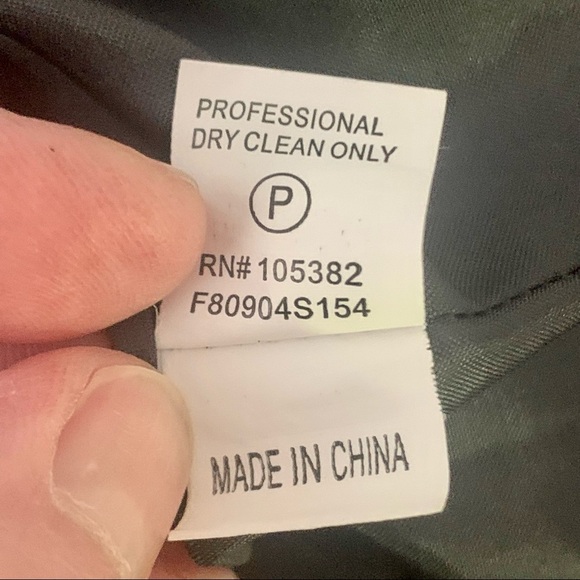 PROFESSIONAL
DRY CLEAN ONLY
P
RN# 105382
F80904S154
MADE IN CHINA